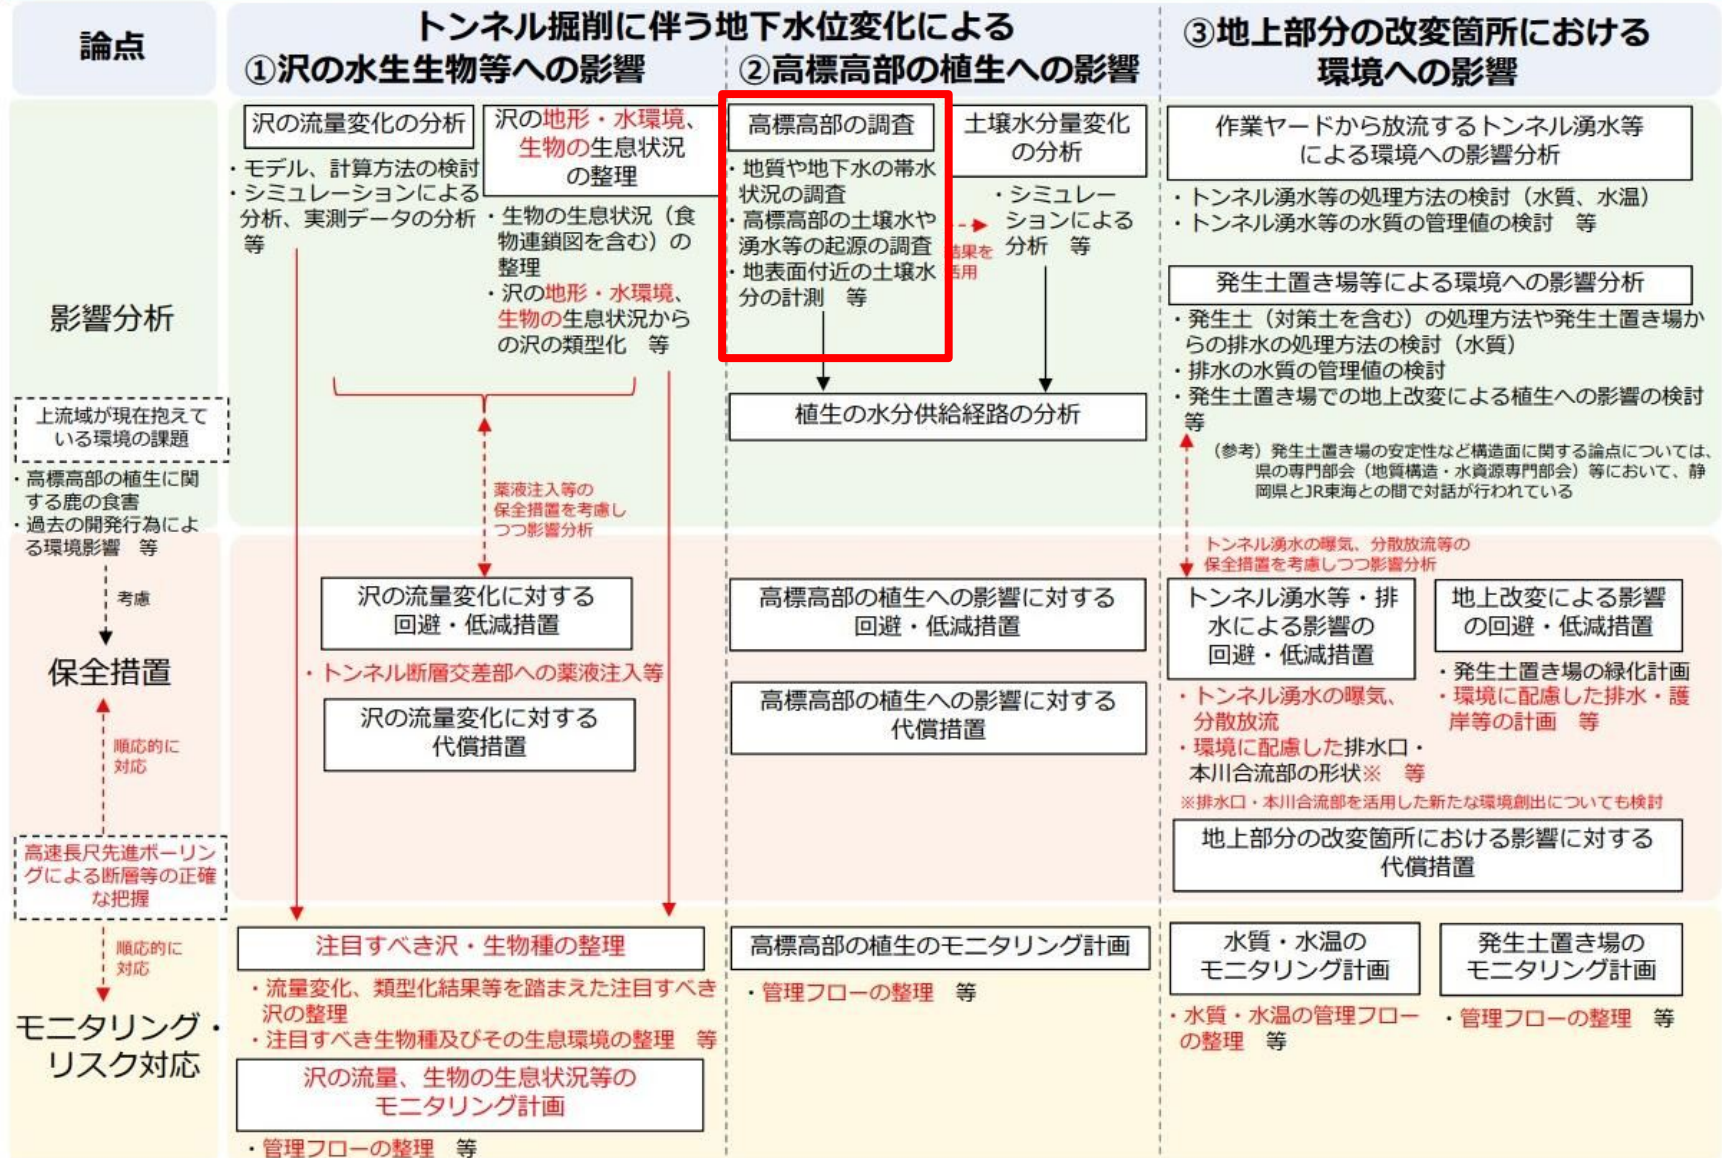 論点
トンネル掘削に伴う地下水位変化による
①沢の水生生物等への影響
②高標高部の植生への影響
③地上部分の改変箇所における
環境への影響
影響分析
上流域が現在抱えて
いる環境の課題
・高標高部の植生に関
する鹿の食害
・過去の開発行為によ
る環境影響 等
考慮
保全措置
順応的に
対応
高速長尺先進ボーリン
グによる断層等の正確
な把握
順応的に
対応
モニタリング・
リスク対応
沢の流量変化の分析
・モデル、計算方法の検討
・シミュレーションによる
分析、実測データの分析
等
沢の地形・水環境、
生物の生息状況
の整理
・生物の生息状況（食
物連鎖図を含む）の
整理
・沢の地形・水環境、
生物の生息状況から
の沢の類型化 等
薬液注入等の
保全措置を考慮し
つつ影響分析
沢の流量変化に対する
回避・低減措置
・トンネル断層交差部への薬液注入等
沢の流量変化に対する
代償措置
注目すべき沢・生物種の整理
・流量変化、類型化結果等を踏まえた注目すべき
沢の整理
・注目すべき生物種及びその生息環境の整理 等
沢の流量、生物の生息状況等の
モニタリング計画
・管理フローの整理 等
高標高部の調査
・地質や地下水の帯水
状況の調査
・高標高部の土壌水や
湧水等の起源の調査
・地表面付近の土壌水
分の計測 等
結果を
活用
土壌水分量変化
の分析
・シミュレー
ションによる
分析 等
植生の水分供給経路の分析
高標高部の植生への影響に対する
回避・低減措置
高標高部の植生への影響に対する
代償措置
高標高部の植生のモニタリング計画
・管理フローの整理 等
作業ヤードから放流するトンネル湧水等
による環境への影響分析
・トンネル湧水等の処理方法の検討（水質、水温）
・トンネル湧水等の水質の管理値の検討 等
発生土置き場等による環境への影響分析
・発生土（対策土を含む）の処理方法や発生土置き場か
らの排水の処理方法の検討（水質）
・排水の水質の管理値の検討
・発生土置き場での地上改変による植生への影響の検討
等
（参考）発生土置き場の安定性など構造面に関する論点については、
県の専門部会（地質構造・水資源専門部会）等において、静
岡県とJR東海との間で対話が行われている
トンネル湧水の曝気、分散放流等の
保全措置を考慮しつつ影響分析
トンネル湧水等・排
水による影響の
回避・低減措置
・トンネル湧水の曝気、
分散放流
・環境に配慮した排水口・
本川合流部の形状※ 等
地上改変による影響
の回避・低減措置
・発生土置き場の緑化計画
・環境に配慮した排水・護
岸等の計画 等
※排水口・本川合流部を活用した新たな環境創出についても検討
地上部分の改変箇所における影響に対する
代償措置
水質・水温の
モニタリング計画
・水質・水温の管理フロー
の整理 等
発生土置き場の
モニタリング計画
・管理フローの整理 等